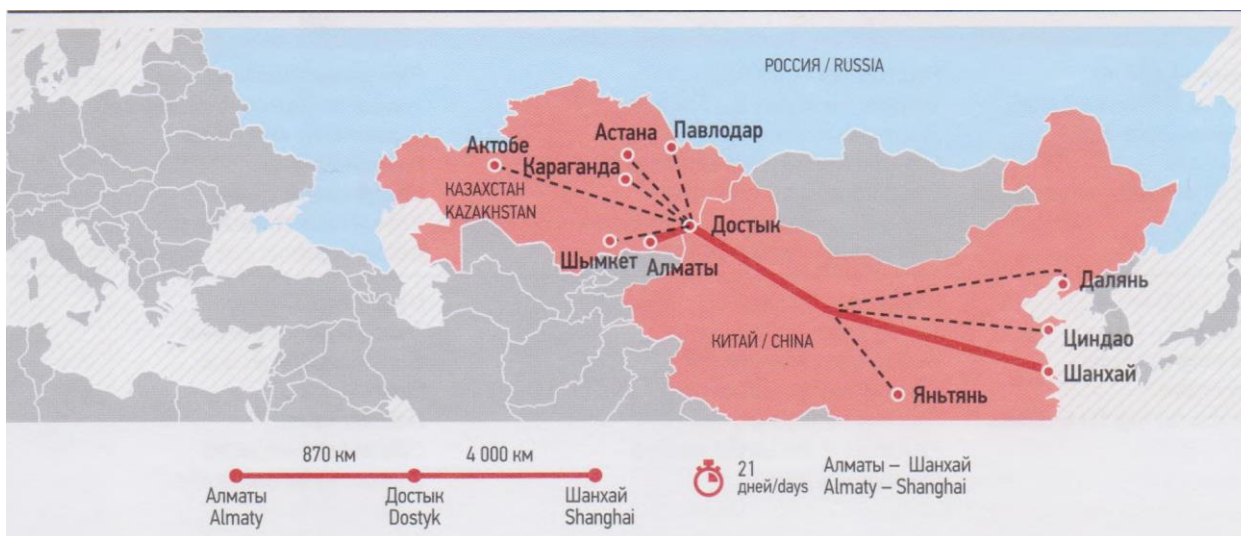 РОССИЯ / RUSSIA
Астана
Павлодар
Актобе
Караганда
КАЗАХСТАН
KAZAKHSTAN
Достык
Шымкет
Алматы
Далянь
КИТАЙ / CHINA
Циндао
Шанхай
Яньтянь
870 км
4 000 км
Алматы
Almaty
Достык
Dostyk
Шанхай
Shanghai
21
дней/days
Алматы – Шанхай
Almaty – Shanghai